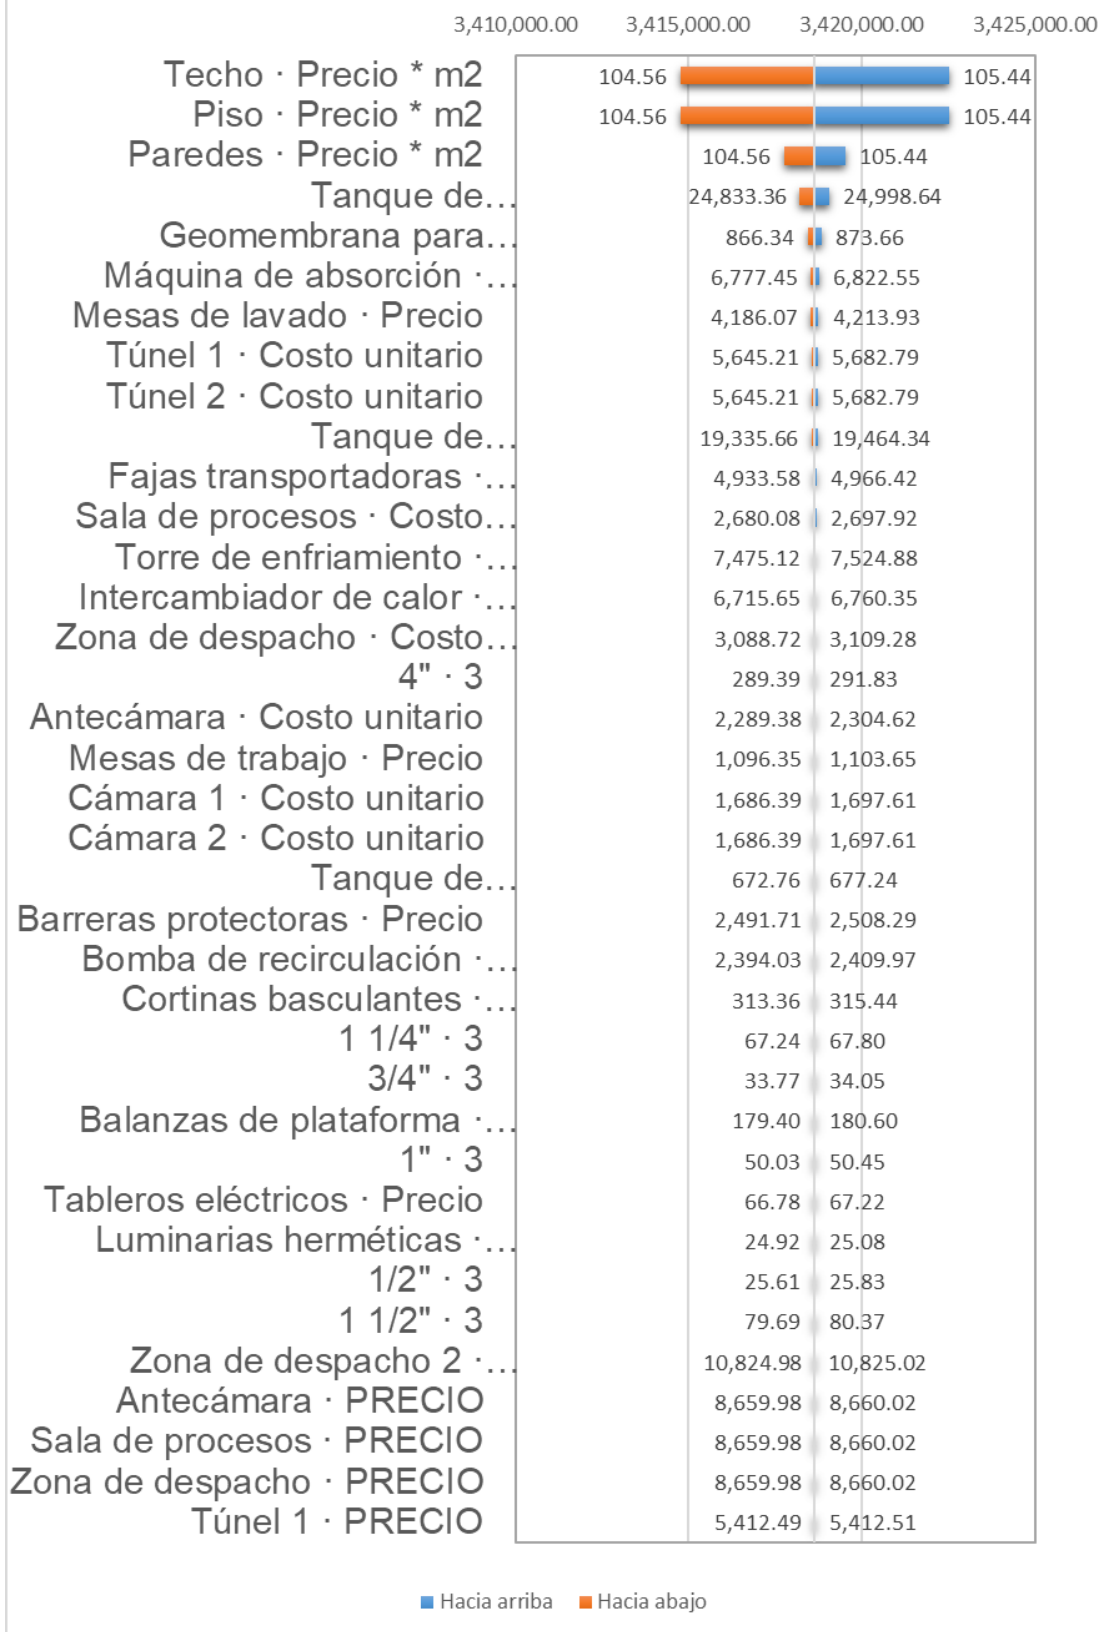 3,410,000.00 3,415,000.00 3,420,000.00 3,425,000.00
Techo · Precio * m2 104.56 105.44
Piso · Precio * m2 104.56 105.44
Paredes · Precio * m2 104.56 105.44
Tanque de… 24,833.36 24,998.64
Geomembrana para… 866.34 873.66
Máquina de absorción ·… 6,777.45 6,822.55
Mesas de lavado · Precio 4,186.07 4,213.93
Túnel 1 · Costo unitario 5,645.21 5,682.79
Túnel 2 · Costo unitario 5,645.21 5,682.79
Tanque de… 19,335.66 19,464.34
Fajas transportadoras ·… 4,933.58 4,966.42
Sala de procesos · Costo… 2,680.08 2,697.92
Torre de enfriamiento ·… 7,475.12 7,524.88
Intercambiador de calor ·… 6,715.65 6,760.35
Zona de despacho · Costo… 3,088.72 3,109.28
4" · 3 289.39 291.83
Antecámara · Costo unitario 2,289.38 2,304.62
Mesas de trabajo · Precio 1,096.35 1,103.65
Cámara 1 · Costo unitario 1,686.39 1,697.61
Cámara 2 · Costo unitario 1,686.39 1,697.61
Tanque de… 672.76 677.24
Barreras protectoras · Precio 2,491.71 2,508.29
Bomba de recirculación ·… 2,394.03 2,409.97
Cortinas basculantes ·… 313.36 315.44
1 1/4" · 3 67.24 67.80
3/4" · 3 33.77 34.05
Balanzas de plataforma ·… 179.40 180.60
1" · 3 50.03 50.45
Tableros eléctricos · Precio 66.78 67.22
Luminarias herméticas ·… 24.92 25.08
1/2" · 3 25.61 25.83
1 1/2" · 3 79.69 80.37
Zona de despacho 2 ·… 10,824.98 10,825.02
Antecámara · PRECIO 8,659.98 8,660.02
Sala de procesos · PRECIO 8,659.98 8,660.02
Zona de despacho · PRECIO 8,659.98 8,660.02
Túnel 1 · PRECIO 5,412.49 5,412.51
Hacia arriba Hacia abajo